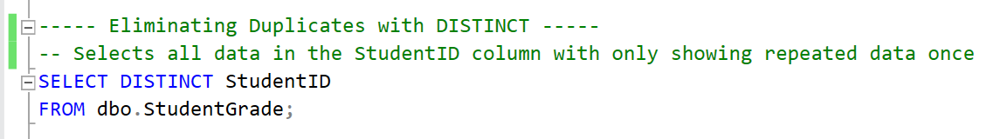 ----- Eliminating Duplicates with DISTINCT -----
-- Selects all data in the StudentID column with only showing repeated data once
SELECT DISTINCT StudentID
FROM dbo.StudentGrade;